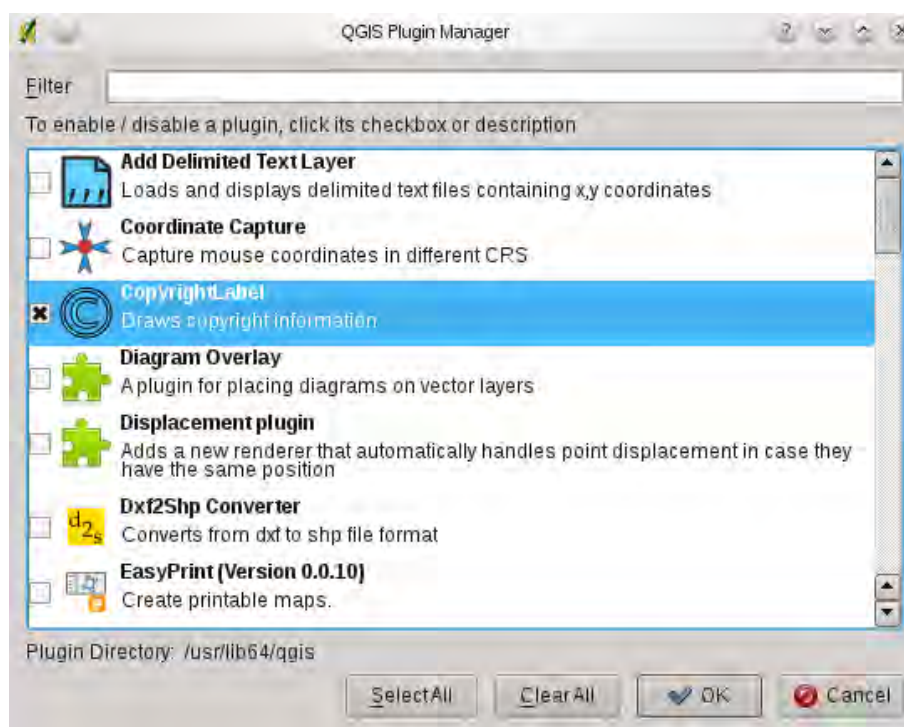 QGIS Plugin Manager
Filter
To enable / disable a plugin, click its checkbox or description
Add Delimited Text Layer
Loads and displays delimited text files containing x,y coordinates
Coordinate Capture
Capture mouse coordinates in different CRS
CopyrightLabel
Draws copyright information
Diagram Overlay
A plugin for placing diagrams on vector layers
Displacement plugin
Adds a new renderer that automatically handles point displacement in case they
have the same position
d2s
Dxf2Shp Converter
Converts from dxf to shp file format
EasyPrint (Version 0.0.10)
Create printable maps.
Plugin Directory: /usr/lib64/qgis
Select All
Clear All
OK
Cancel